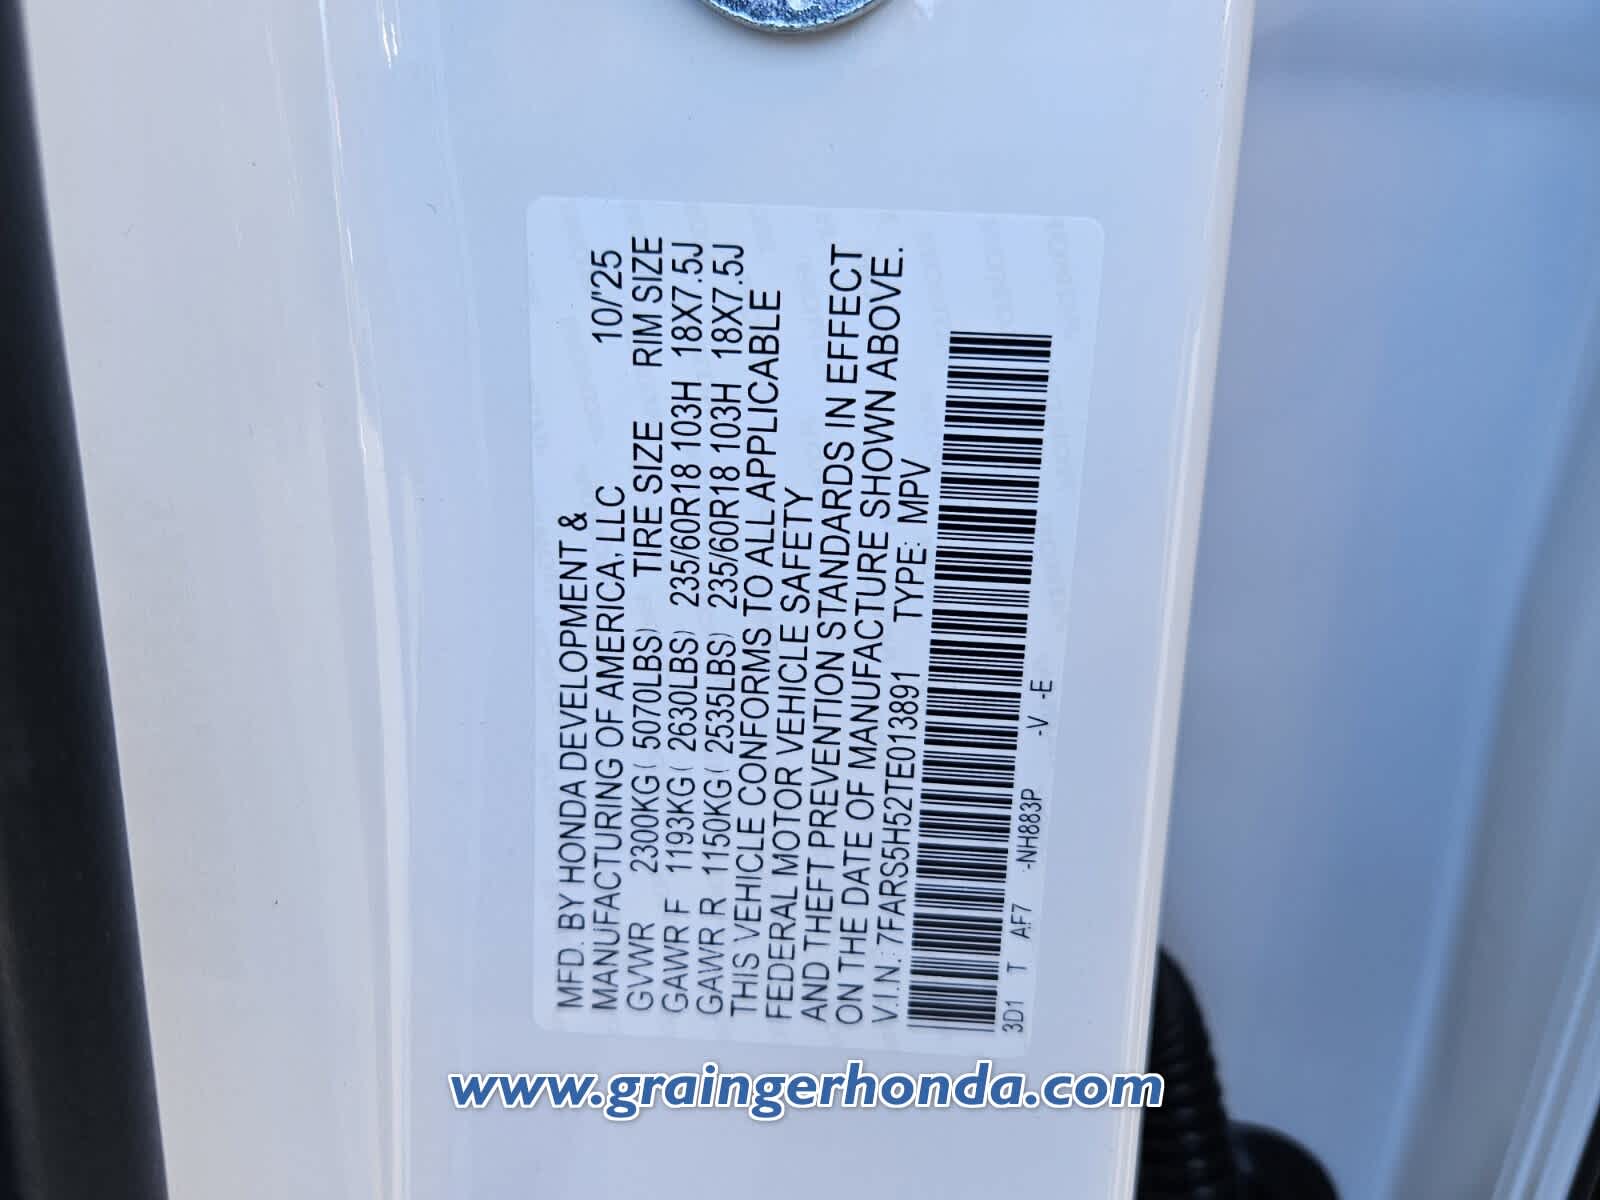 MFD. BY HONDA DEVELOPMENT &
MANUFACTURING OF AMERICA, LLC 10/'25
GVWR 2300KG( 5070LBS) TIRE SIZE RIM SIZE
GAWR F 1193KG( 2630LBS) 235/60R18 103H 18X7.5J
GAWR R 1150KG( 2535LBS) 235/60R18 103H 18X7.5J
THIS VEHICLE CONFORMS TO ALL APPLICABLE
FEDERAL MOTOR VEHICLE SAFETY
AND THEFT PREVENTION STANDARDS IN EFFECT
ON THE DATE OF MANUFACTURE SHOWN ABOVE.
V.I.N.: 7FARS5H52TE013891 TYPE: MPV
3D1 T AF7 -NH883P -V -E
www.graingerhonda.com